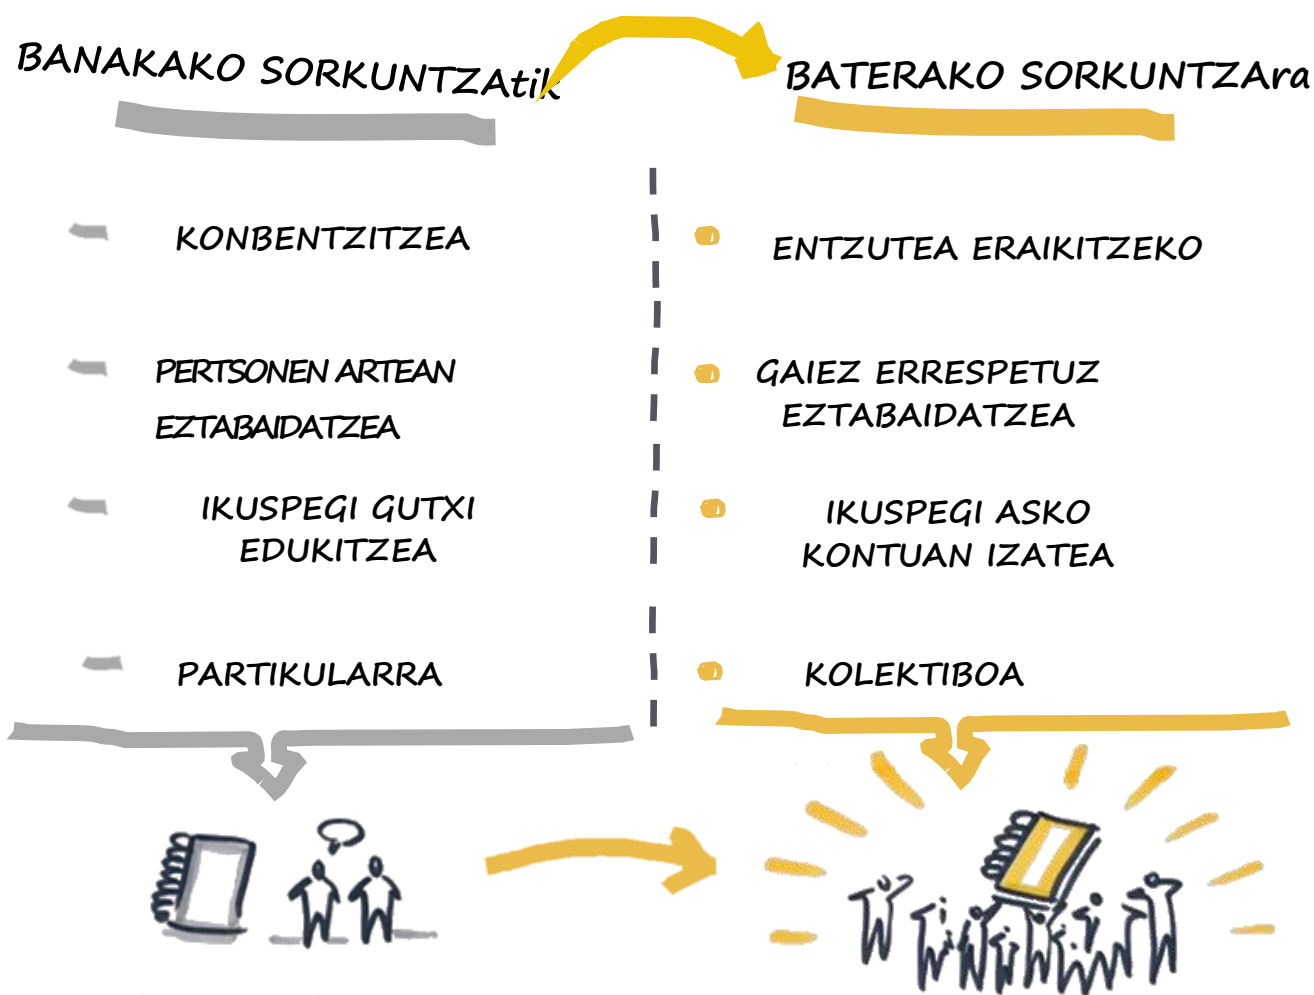 BANAKAKO SORKUNTZAtik
BATERAKO SORKUNTZAra
KONBENTZITZEA
PERTSONEN ARTEAN
EZTABAIDATZEA
IKUSPEGI GUTXI
EDUKITZEA
PARTIKULARRA
ENTZUTEA ERAIKITZEKO
GAIEZ ERRESPETUZ
EZTABAIDATZEA
IKUSPEGI ASKO
KONTUAN IZATEA
KOLEKTIBOA